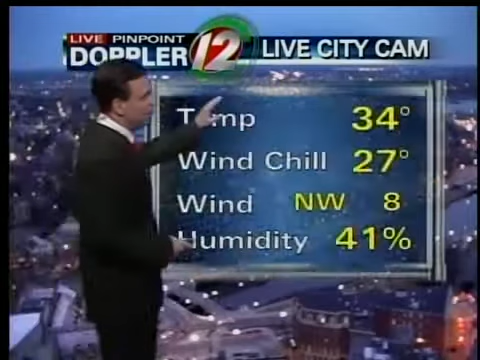 LIVE PINPOINT
DOPPLER 12 LIVE CITY CAM
Temp 34°
Wind Chill 27°
Wind NW 8
Humidity 41%